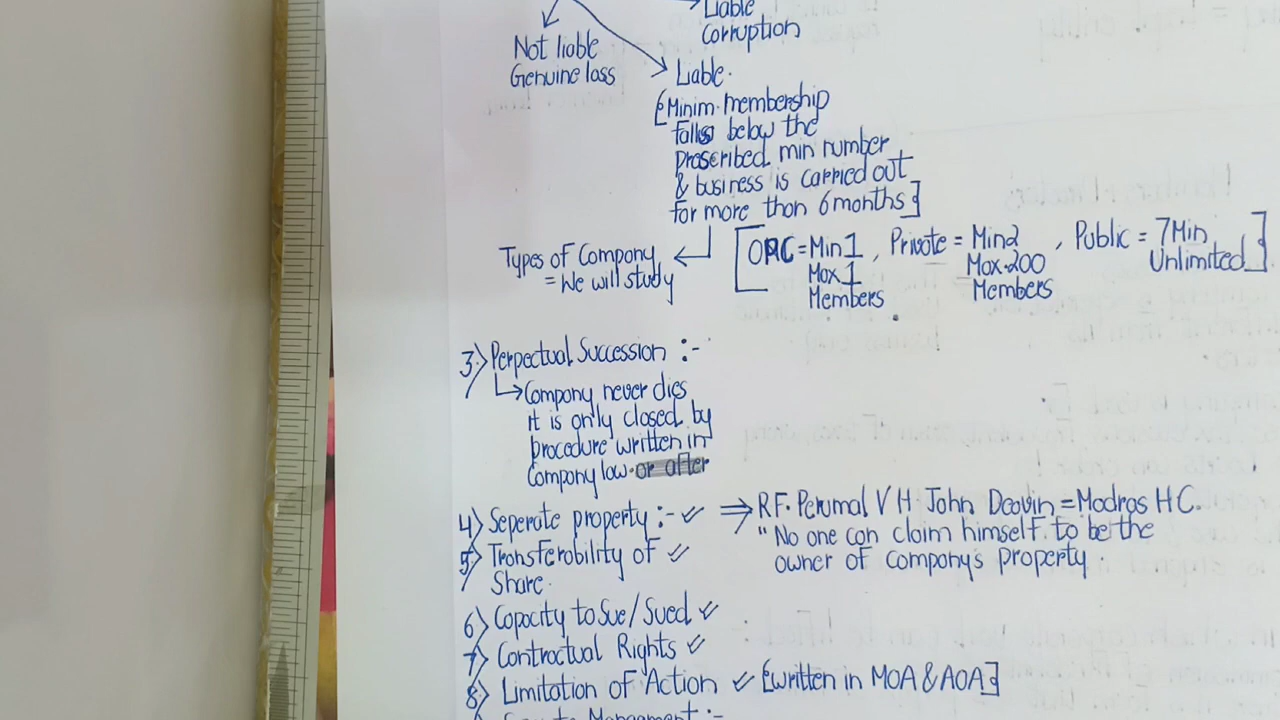 Liable
corruption
Not liable
Genuine loss
Liable.
[Minim. membership
falls below the
prescribed min number
& business is carried out
for more than 6 months]
Types of Company
= We will study
[OPC = Min 1, Private = Min 2, Public = 7 Min
Max. 1 Max. 200 Unlimited]
Members Members
3) Perpectual Succession :-
↳ Company never dies
it is only closed by
procedure written in
Company law. or after
4) Seperate property :- ✓ ⇒ RF. Perumal V H John Deavin = Madras HC.
"No one can claim himself to be the
owner of company's property.
5) Transferability of ✓
Share.
6) Capacity to Sue/Sued ✓
7) Contractual Rights ✓
8) Limitation of Action ✓ [written in MOA & AOA]